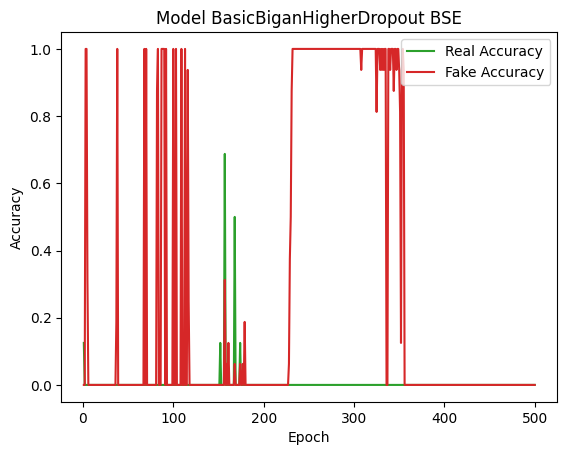 Model BasicBiganHigherDropout BSE
Real Accuracy
Fake Accuracy
1.0
0.8
0.6
0.4
0.2
0.0
Accuracy
0
100
200
300
400
500
Epoch